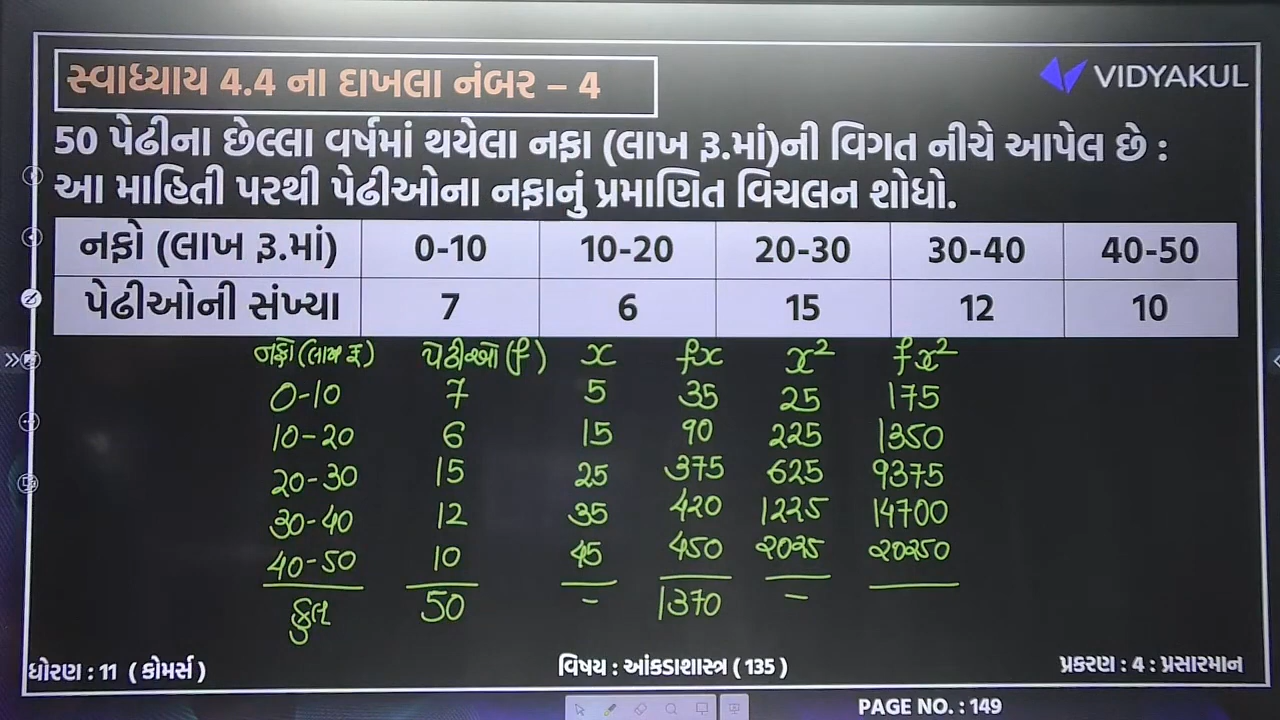 સ્વાધ્યાય 4.4 ના દાખલા નંબર – 4
VIDYAKUL
50 પેઢીના છેલ્લા વર્ષમાં થયેલા નફા (લાખ રૂ.માં)ની વિગત નીચે આપેલ છે :
આ માહિતી પરથી પેઢીઓના નફાનું પ્રમાણિત વિચલન શોધો.
નફો (લાખ રૂ.માં) 0-10 10-20 20-30 30-40 40-50
પેઢીઓની સંખ્યા 7 6 15 12 10
નફો (લાખ રૂ) પેઢીઓ (f) x fx x² fx²
0-10 7 5 35 25 175
10-20 6 15 90 225 1350
20-30 15 25 375 625 9375
30-40 12 35 420 1225 14700
40-50 10 45 450 2025 20250
કુલ 50 - 1370 -
ધોરણ : 11 ( કોમર્સ ) વિષય : આંકડાશાસ્ત્ર ( 135 ) પ્રકરણ : 4 : પ્રસારમાન
PAGE NO. : 149